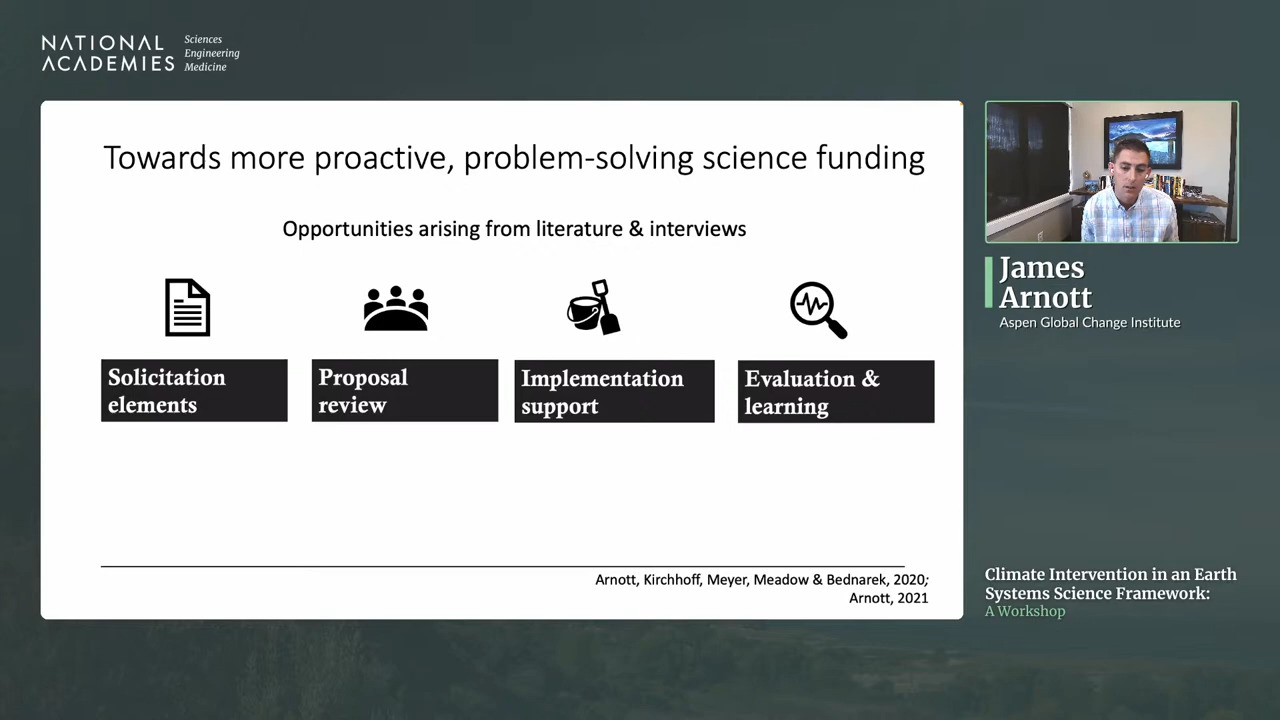 NATIONAL
ACADEMIES
Sciences
Engineering
Medicine
Towards more proactive, problem-solving science funding
Opportunities arising from literature & interviews
Solicitation
elements
Proposal
review
Implementation
support
Evaluation &
learning
Arnott, Kirchhoff, Meyer, Meadow & Bednarek, 2020;
Arnott, 2021
James
Arnott
Aspen Global Change Institute
Climate Intervention in an Earth
Systems Science Framework:
A Workshop